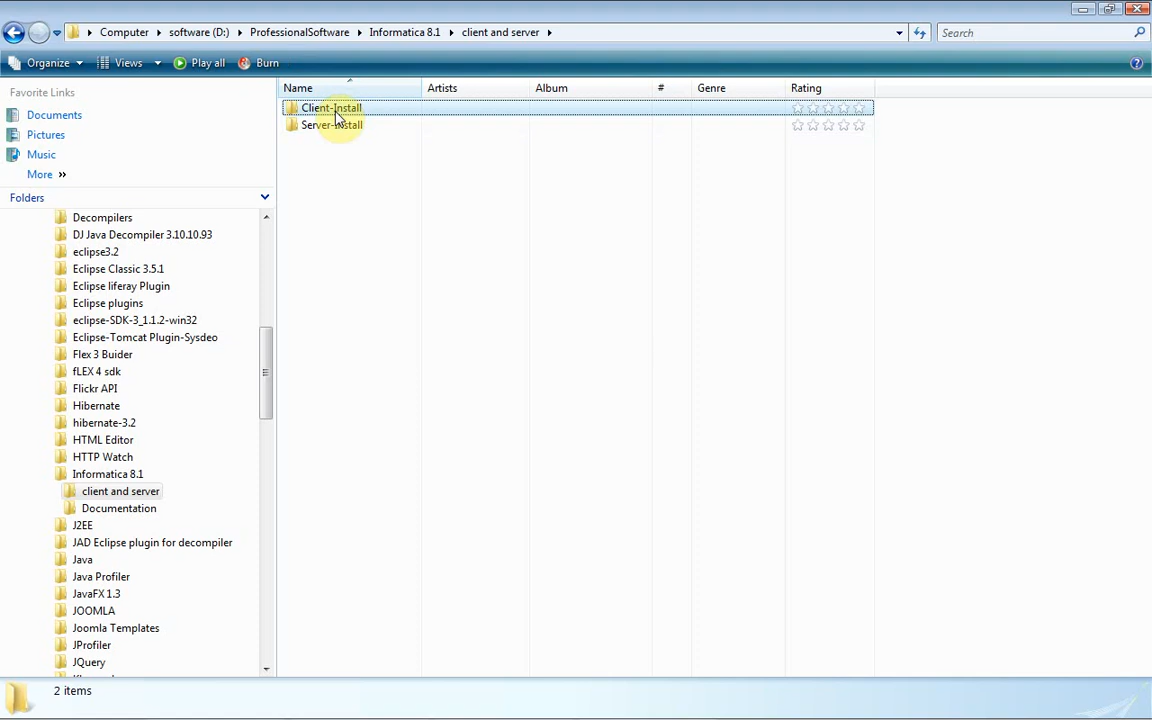 Computer software (D:) ProfessionalSoftware Informatica 8.1 client and server Search
Organize Views Play all Burn
Favorite Links
Documents
Pictures
Music
More »
Folders
Decompilers
DJ Java Decompiler 3.10.10.93
eclipse3.2
Eclipse Classic 3.5.1
Eclipse liferay Plugin
Eclipse plugins
eclipse-SDK-3_1.1.2-win32
Eclipse-Tomcat Plugin-Sysdeo
Flex 3 Buider
fLEX 4 sdk
Flickr API
Hibernate
hibernate-3.2
HTML Editor
HTTP Watch
Informatica 8.1
client and server
Documentation
J2EE
JAD Eclipse plugin for decompiler
Java
Java Profiler
JavaFX 1.3
JOOMLA
Joomla Templates
JProfiler
JQuery
Name Artists Album # Genre Rating
Client-Install
Server-Install
2 items